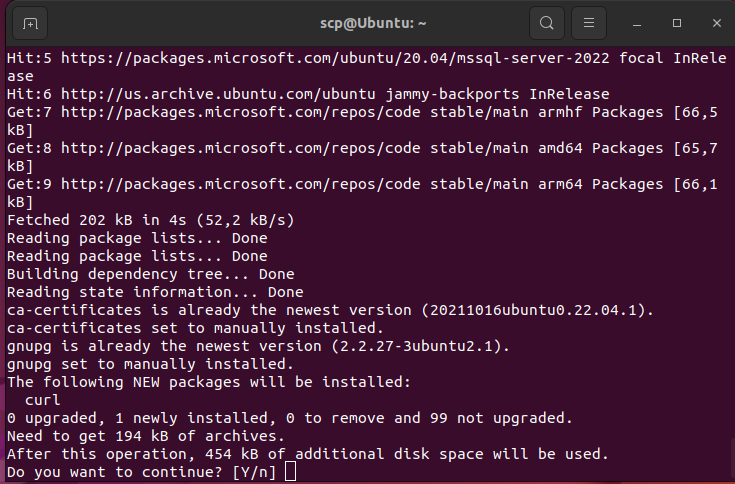 scp@Ubuntu: ~
Hit:5 https://packages.microsoft.com/ubuntu/20.04/mssql-server-2022 focal InRele
ase
Hit:6 http://us.archive.ubuntu.com/ubuntu jammy-backports InRelease
Get:7 http://packages.microsoft.com/repos/code stable/main armhf Packages [66,5
kB]
Get:8 http://packages.microsoft.com/repos/code stable/main amd64 Packages [65,7
kB]
Get:9 http://packages.microsoft.com/repos/code stable/main arm64 Packages [66,1
kB]
Fetched 202 kB in 4s (52,2 kB/s)
Reading package lists... Done
Reading package lists... Done
Building dependency tree... Done
Reading state information... Done
ca-certificates is already the newest version (20211016ubuntu0.22.04.1).
ca-certificates set to manually installed.
gnupg is already the newest version (2.2.27-3ubuntu2.1).
gnupg set to manually installed.
The following NEW packages will be installed:
  curl
0 upgraded, 1 newly installed, 0 to remove and 99 not upgraded.
Need to get 194 kB of archives.
After this operation, 454 kB of additional disk space will be used.
Do you want to continue? [Y/n]